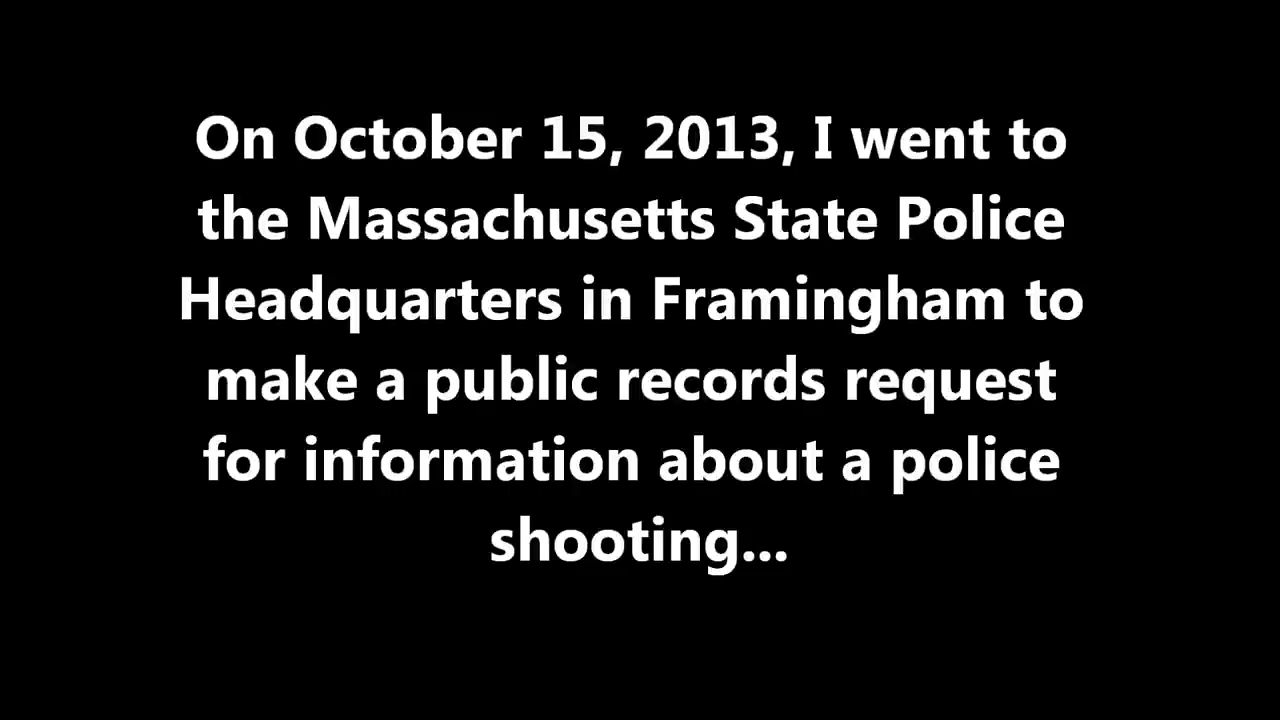 On October 15, 2013, I went to
the Massachusetts State Police
Headquarters in Framingham to
make a public records request
for information about a police
shooting...